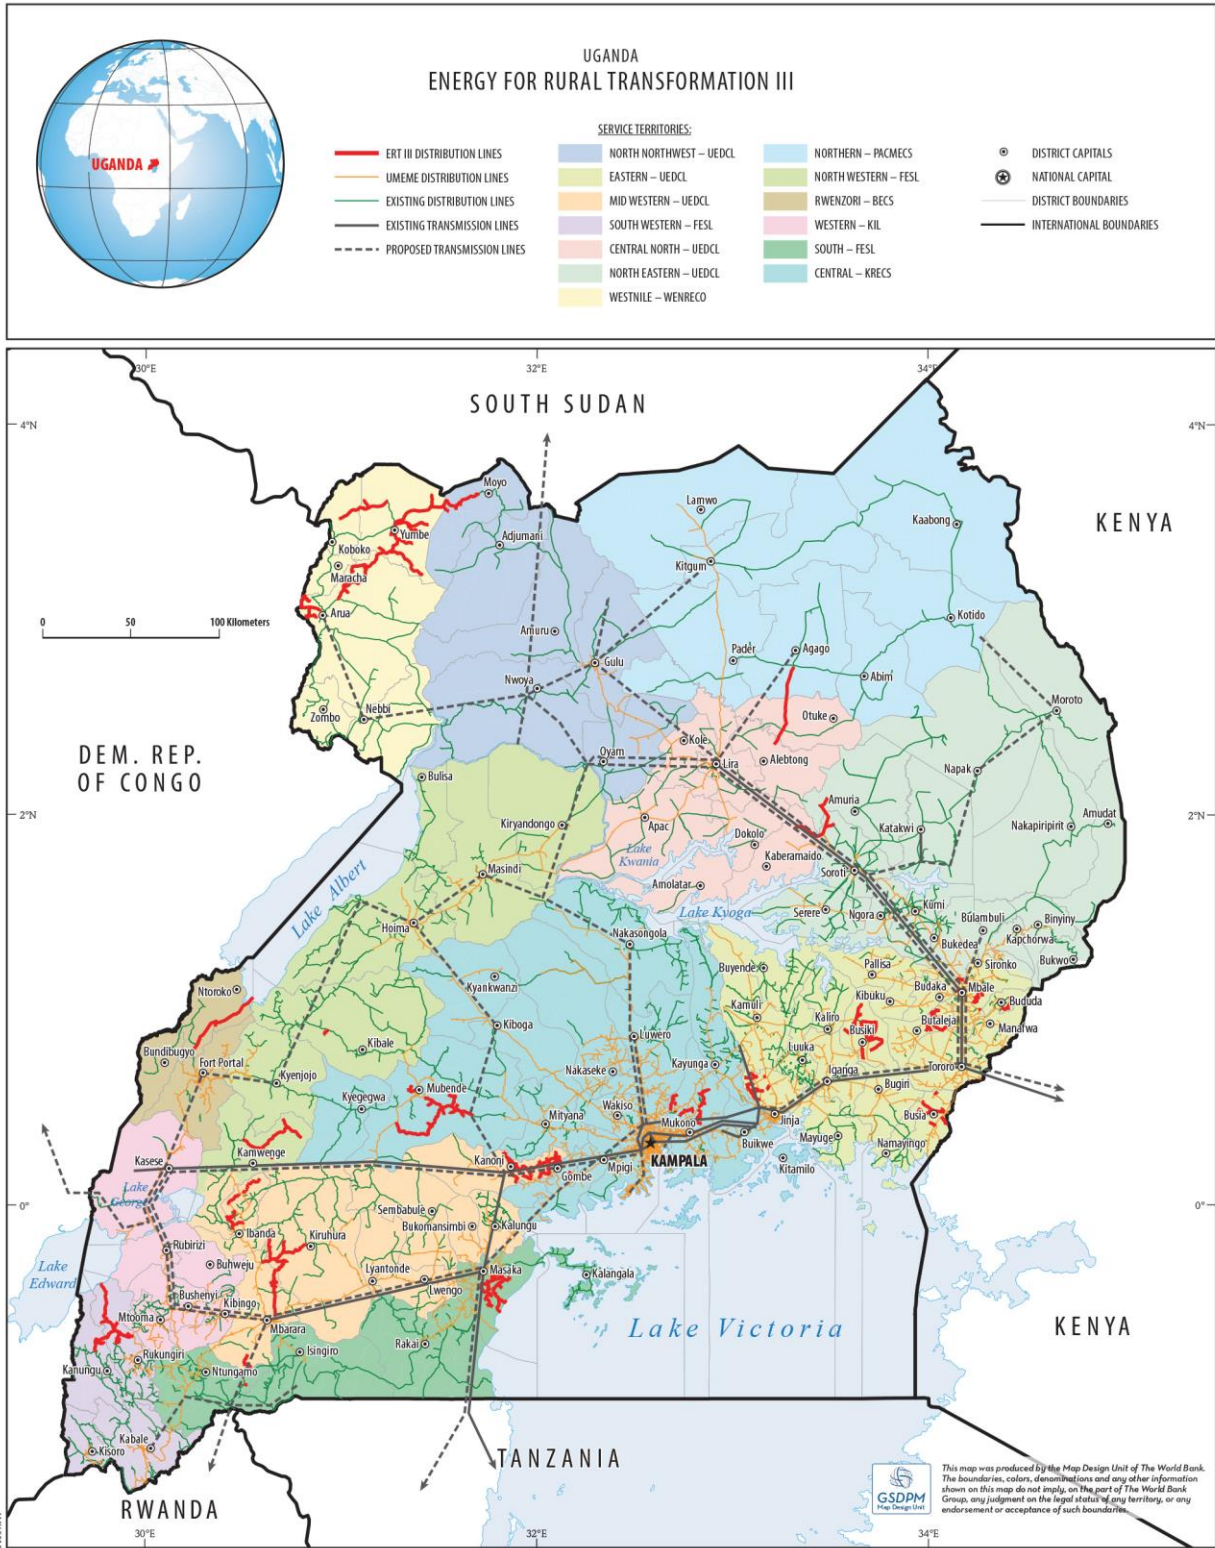 UGANDA
ENERGY FOR RURAL TRANSFORMATION III
UGANDA
ERT III DISTRIBUTION LINES
UMEME DISTRIBUTION LINES
EXISTING DISTRIBUTION LINES
EXISTING TRANSMISSION LINES
PROPOSED TRANSMISSION LINES
SERVICE TERRITORIES:
NORTH NORTHWEST – UEDCL
EASTERN – UEDCL
MID WESTERN – UEDCL
SOUTH WESTERN – FESL
CENTRAL NORTH – UEDCL
NORTH EASTERN – UEDCL
WESTNILE – WENRECO
NORTHERN – PACMECS
NORTH WESTERN – FESL
RWENZORI – BECS
WESTERN – KIL
SOUTH – FESL
CENTRAL – KRECS
DISTRICT CAPITALS
NATIONAL CAPITAL
DISTRICT BOUNDARIES
INTERNATIONAL BOUNDARIES
30°E
32°E
34°E
SOUTH SUDAN
4°N
4°N
KENYA
Moyo
Lamwo
Kaabong
Yumbe
Koboko
Adjumani
Maracha
Kitgum
Arua
0
50
100 Kilometers
Kotido
Amuru
Pader
Agago
Gulu
Abim
Nwoya
Zombo
Nebbi
Otuke
Moroto
DEM. REP.
OF CONGO
Kole
Oyam
Lira
Alebtong
Napak
Bulisa
Amuria
2°N
2°N
Kiryandongo
Apac
Dokolo
Katakwi
Nakapiripirit
Amudat
Lake
Kwania
Kaberamaido
Masindi
Soroti
Lake Albert
Amolatar
Lake Kyoga
Serere
Ngora
Kumi
Hoima
Bulambuli
Binyiny
Kapchorwa
Nakasongola
Bukedea
Buyende
Pallisa
Sironko
Bukwo
Ntoroko
Kyankwanzi
Budaka
Mbale
Kibuku
Bududa
Kamuli
Kaliro
Butaleja
Manafwa
Kiboga
Busiki
Luwero
Bundibugyo
Kibale
Luuka
Fort Portal
Kyenjojo
Nakaseke
Kayunga
Iganga
Tororo
Kyegegwa
Mubende
Bugiri
Wakiso
Mityana
Mukono
Jinja
Busia
Buikwe
Mayuge
Namayingo
Kasese
Kamwenge
Kanoni
Gombe
Mpigi
KAMPALA
Kitamilo
Lake
George
0°
0°
Sembabule
Bukomansimbi
Kalungu
Ibanda
Kiruhura
Rubirizi
Buhweju
Lake
Edward
Lyantonde
Lwengo
Masaka
Kalangala
Bushenyi
Kibingo
Mtooma
Mbarara
Lake Victoria
KENYA
Rukungiri
Isingiro
Rakai
Kanungu
Ntungamo
Kabale
Kisoro
TANZANIA
RWANDA
GSDPM
Map Design Unit
This map was produced by the Map Design Unit of The World Bank.
The boundaries, colors, denominations and any other information
shown on this map do not imply, on the part of The World Bank
Group, any judgment on the legal status of any territory, or any
endorsement or acceptance of such boundaries.
30°E
32°E
34°E